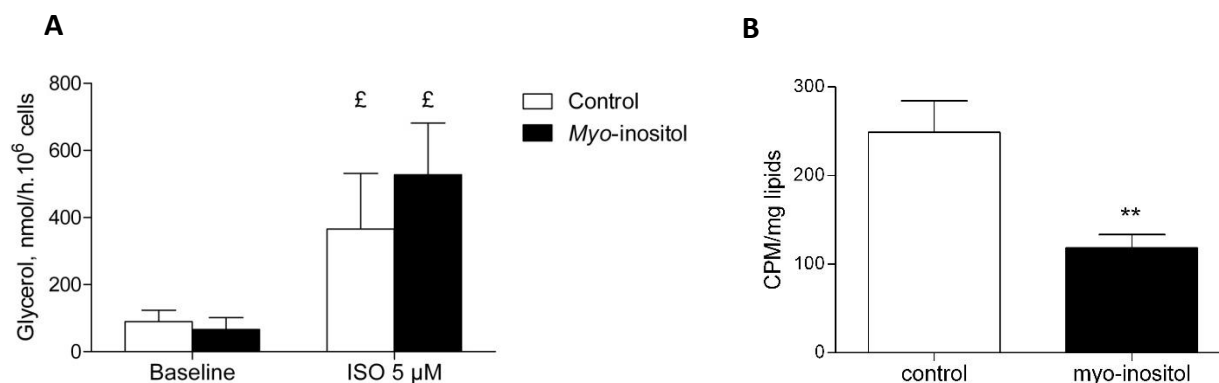 A
Glycerol, nmol/h.10⁶ cells
800
600
400
200
0
£ £
Baseline ISO 5 µM
Control
Myo-inositol
B
CPM/mg lipids
300
200
100
0
**
control myo-inositol